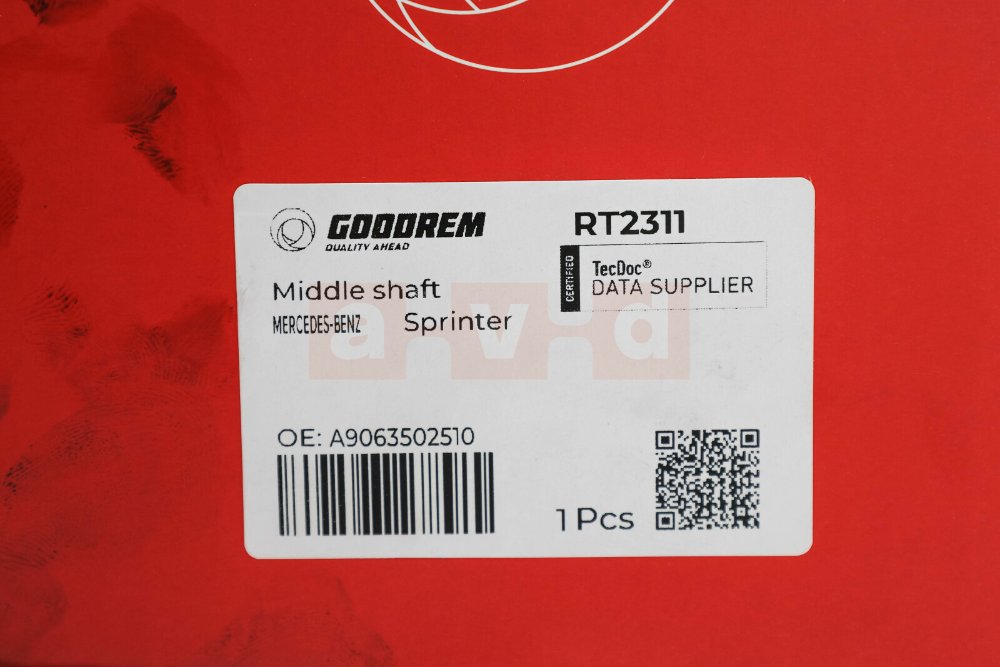 GOODREM
QUALITY AHEAD
RT2311
CERTIFIED
TecDoc®
DATA SUPPLIER
Middle shaft
MERCEDES-BENZ Sprinter
a.v.d
OE: A9063502510
1 Pcs